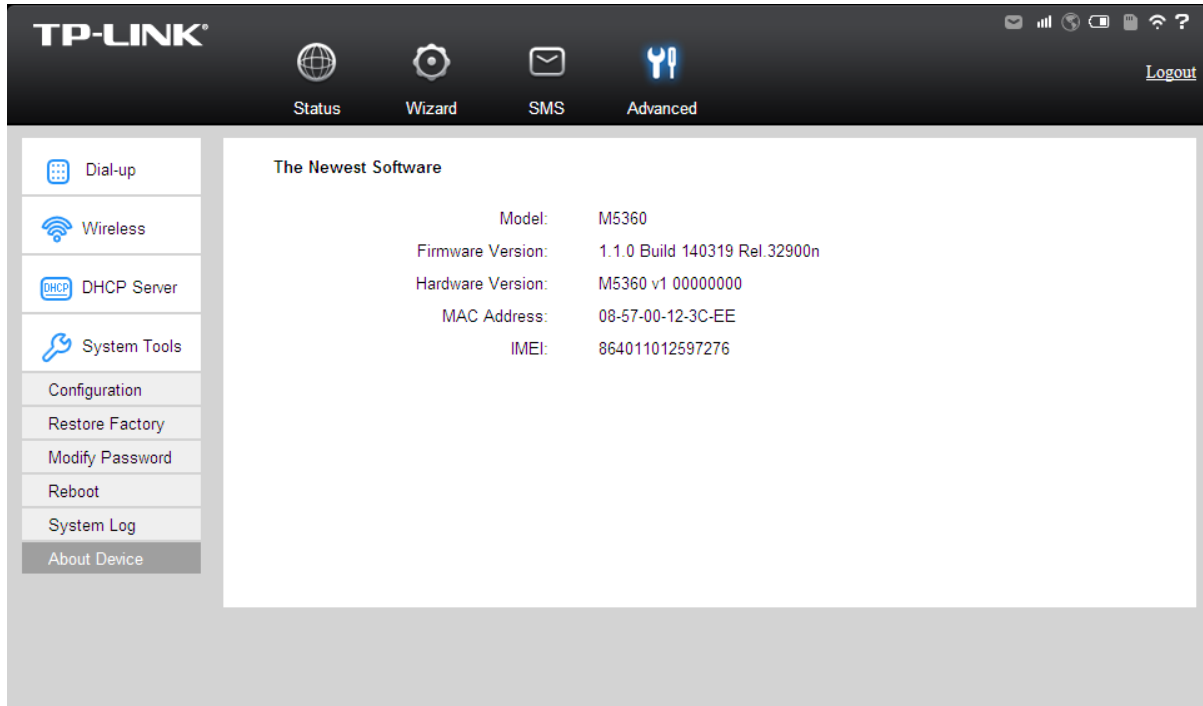 TP-LINK®
?
Logout
Status Wizard SMS Advanced
Dial-up
Wireless
DHCP DHCP Server
System Tools
Configuration
Restore Factory
Modify Password
Reboot
System Log
About Device
The Newest Software
Model: M5360
Firmware Version: 1.1.0 Build 140319 Rel.32900n
Hardware Version: M5360 v1 00000000
MAC Address: 08-57-00-12-3C-EE
IMEI: 864011012597276